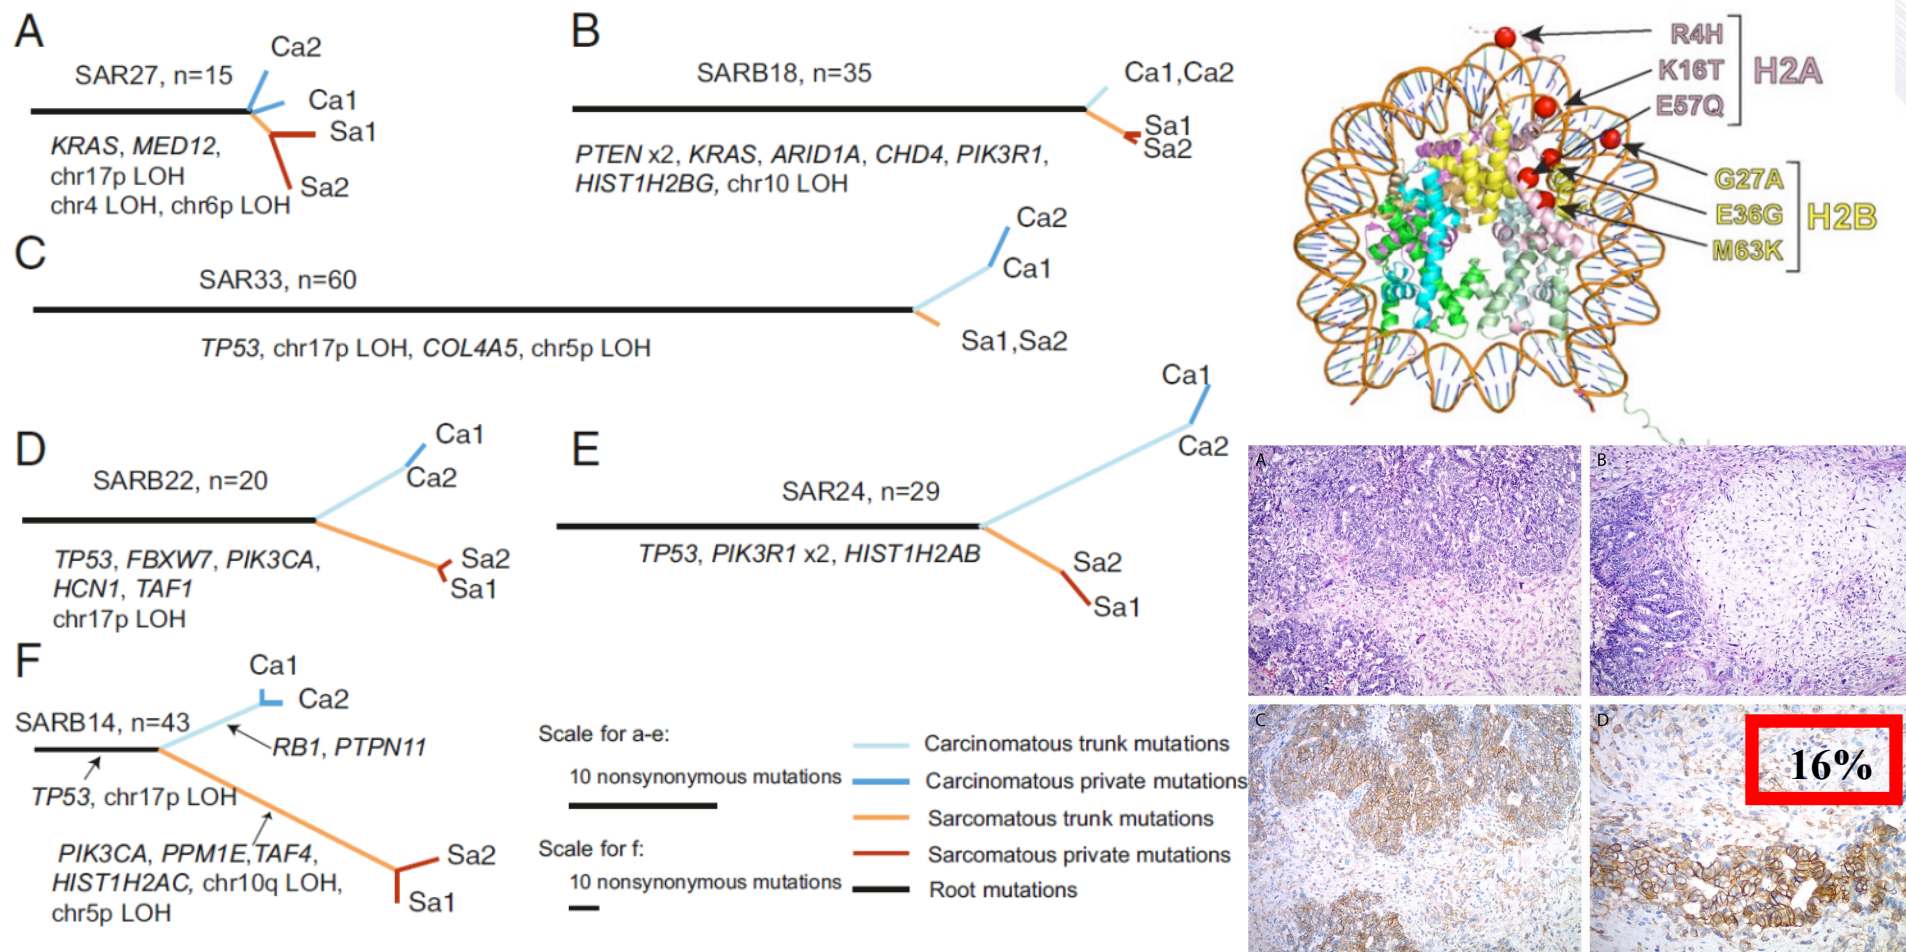 A
SAR27, n=15
Ca2
Ca1
Sa1
Sa2
KRAS, MED12,
chr17p LOH
chr4 LOH, chr6p LOH
B
SARB18, n=35
Ca1,Ca2
Sa1
Sa2
PTEN x2, KRAS, ARID1A, CHD4, PIK3R1,
HIST1H2BG, chr10 LOH
C
SAR33, n=60
Ca2
Ca1
Sa1,Sa2
TP53, chr17p LOH, COL4A5, chr5p LOH
D
SARB22, n=20
Ca1
Ca2
Sa2
Sa1
TP53, FBXW7, PIK3CA,
HCN1, TAF1
chr17p LOH
E
SAR24, n=29
Ca1
Ca2
Sa2
Sa1
TP53, PIK3R1 x2, HIST1H2AB
F
SARB14, n=43
Ca1
Ca2
RB1, PTPN11
TP53, chr17p LOH
PIK3CA, PPM1E,TAF4,
HIST1H2AC, chr10q LOH,
chr5p LOH
Sa2
Sa1
Scale for a-e:
10 nonsynonymous mutations
Scale for f:
10 nonsynonymous mutations
Carcinomatous trunk mutations
Carcinomatous private mutations
Sarcomatous trunk mutations
Sarcomatous private mutations
Root mutations
R4H
K16T
E57Q
H2A
G27A
E36G
M63K
H2B
A
B
C
D
16%